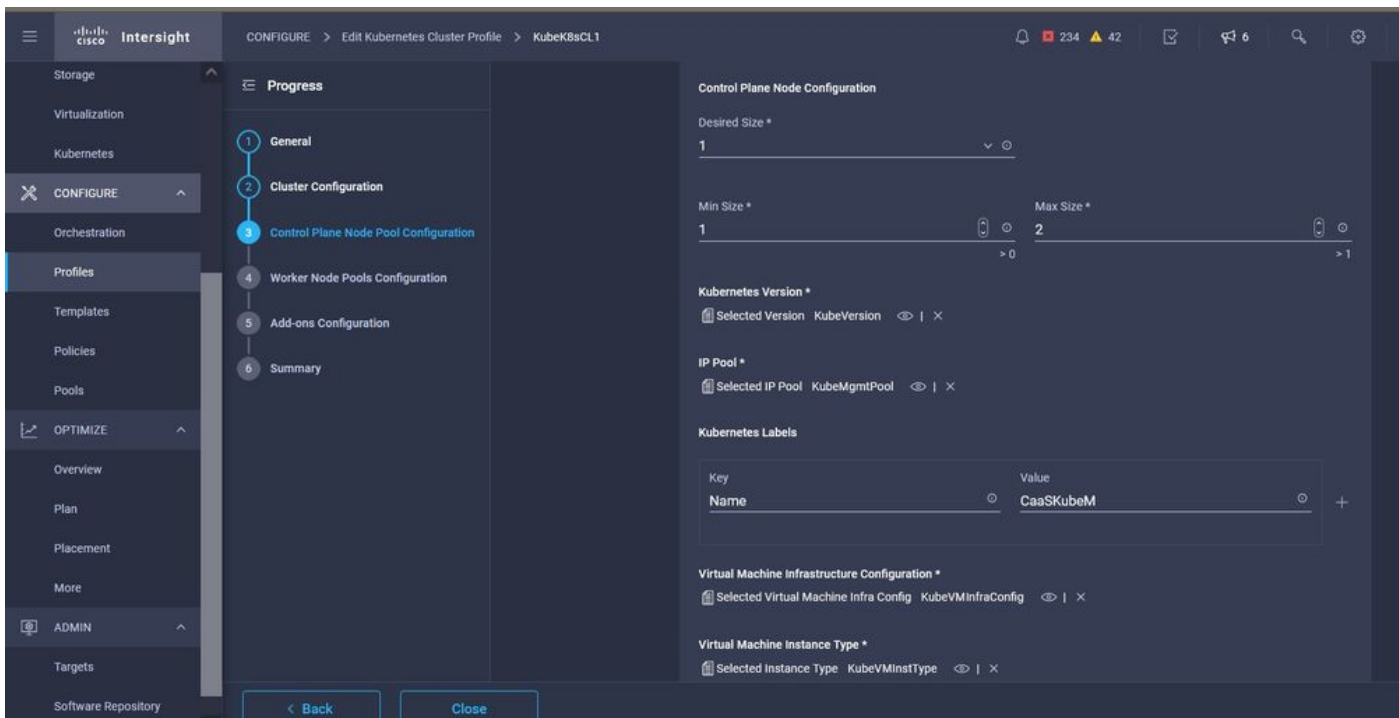 cisco Intersight
CONFIGURE > Edit Kubernetes Cluster Profile > KubeK8sCL1
234 42
6
Storage
Virtualization
Kubernetes
CONFIGURE
Orchestration
Profiles
Templates
Policies
Pools
OPTIMIZE
Overview
Plan
Placement
More
ADMIN
Targets
Software Repository
Progress
1 General
2 Cluster Configuration
3 Control Plane Node Pool Configuration
4 Worker Node Pools Configuration
5 Add-ons Configuration
6 Summary
Control Plane Node Configuration
Desired Size *
1
Min Size * Max Size *
1 2
> 0 > 1
Kubernetes Version *
Selected Version KubeVersion | ×
IP Pool *
Selected IP Pool KubeMgmtPool | ×
Kubernetes Labels
Key Value
Name CaaSKubeM +
Virtual Machine Infrastructure Configuration *
Selected Virtual Machine Infra Config KubeVMInfraConfig | ×
Virtual Machine Instance Type *
Selected Instance Type KubeVMInstType | ×
< Back Close